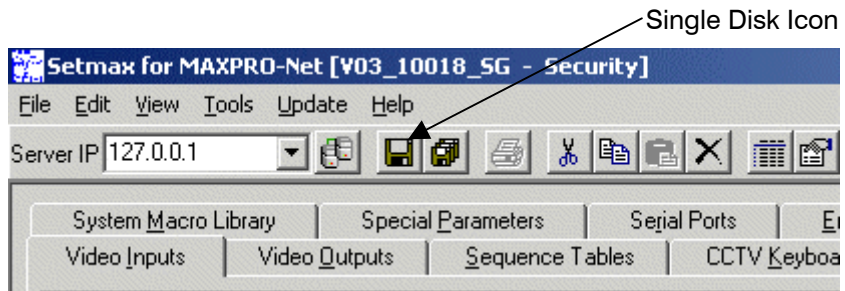 Single Disk Icon
Setmax for MAXPRO-Net [V03_10018_SG - Security]
File Edit View Tools Update Help
Server IP 127.0.0.1
System Macro Library Special Parameters Serial Ports
Video Inputs Video Outputs Sequence Tables CCTV